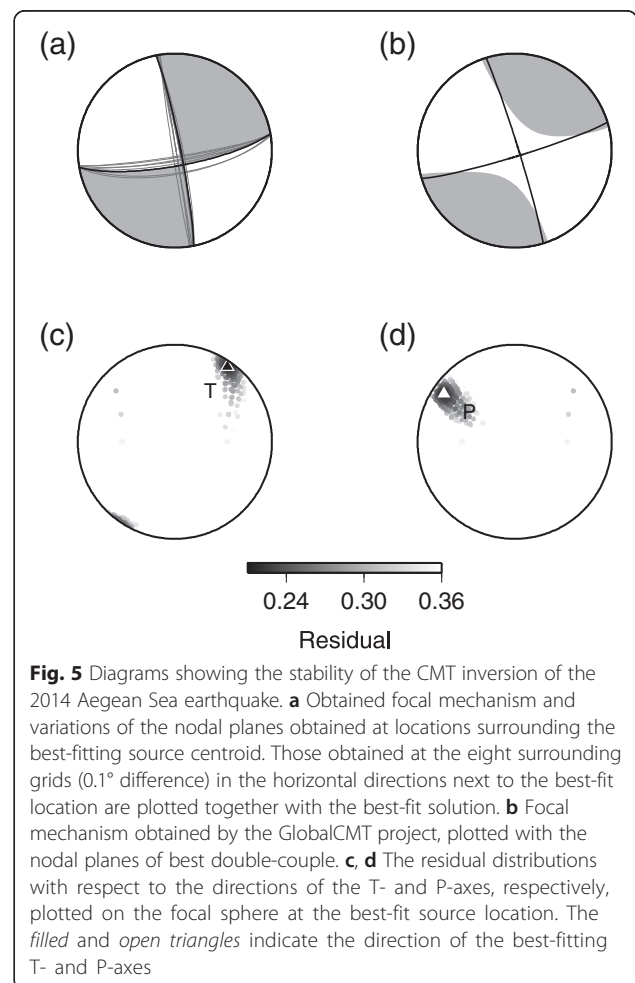 (a)
(b)
(c)
(d)
T
P
0.24 0.30 0.36
Residual
Fig. 5 Diagrams showing the stability of the CMT inversion of the
2014 Aegean Sea earthquake. a Obtained focal mechanism and
variations of the nodal planes obtained at locations surrounding the
best-fitting source centroid. Those obtained at the eight surrounding
grids (0.1° difference) in the horizontal directions next to the best-fit
location are plotted together with the best-fit solution. b Focal
mechanism obtained by the GlobalCMT project, plotted with the
nodal planes of best double-couple. c, d The residual distributions
with respect to the directions of the T- and P-axes, respectively,
plotted on the focal sphere at the best-fit source location. The
filled and open triangles indicate the direction of the best-fitting
T- and P-axes